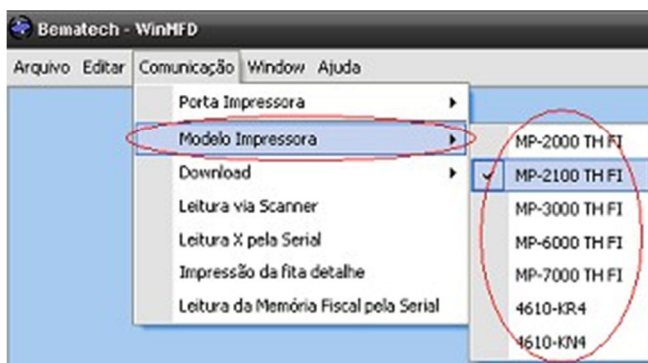 Bematech - WinMFD
Arquivo Editar Comunicação Window Ajuda
Porta Impressora
Modelo Impressora
Download
Leitura via Scanner
Leitura X pela Serial
Impressão da fita detalhe
Leitura da Memória Fiscal pela Serial
MP-2000 TH FI
MP-2100 TH FI
MP-3000 TH FI
MP-6000 TH FI
MP-7000 TH FI
4610-KR4
4610-KN4